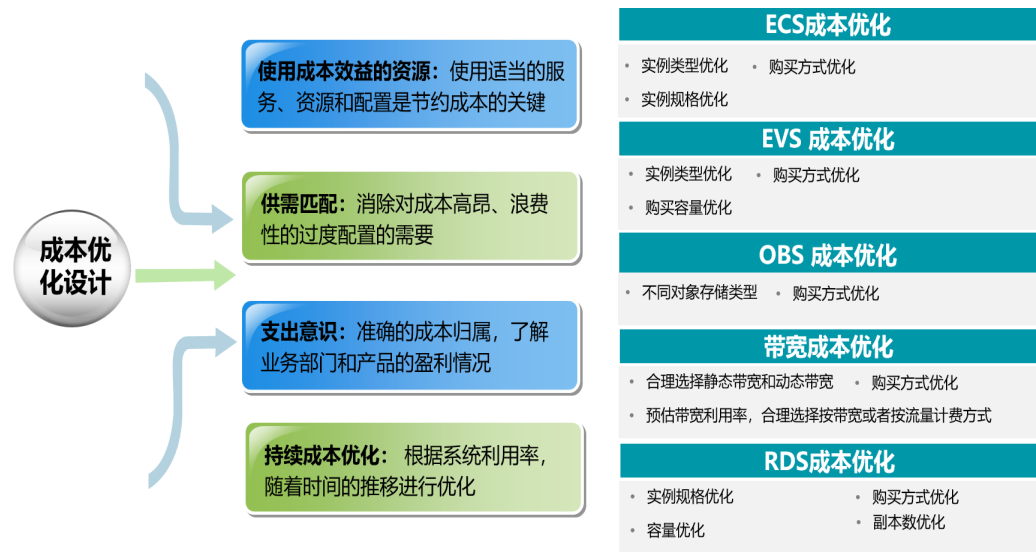 成本优
化设计
使用成本效益的资源：使用适当的服
务、资源和配置是节约成本的关键
供需匹配：消除对成本高昂、浪费
性的过度配置的需要
支出意识：准确的成本归属，了解
业务部门和产品的盈利情况
持续成本优化： 根据系统利用率，
随着时间的推移进行优化
ECS成本优化
• 实例类型优化 • 购买方式优化
• 实例规格优化
EVS 成本优化
• 实例类型优化 • 购买方式优化
• 购买容量优化
OBS 成本优化
• 不同对象存储类型 • 购买方式优化
带宽成本优化
• 合理选择静态带宽和动态带宽 • 购买方式优化
• 预估带宽利用率，合理选择按带宽或者按流量计费方式
RDS成本优化
• 实例规格优化 • 购买方式优化
• 容量优化 • 副本数优化